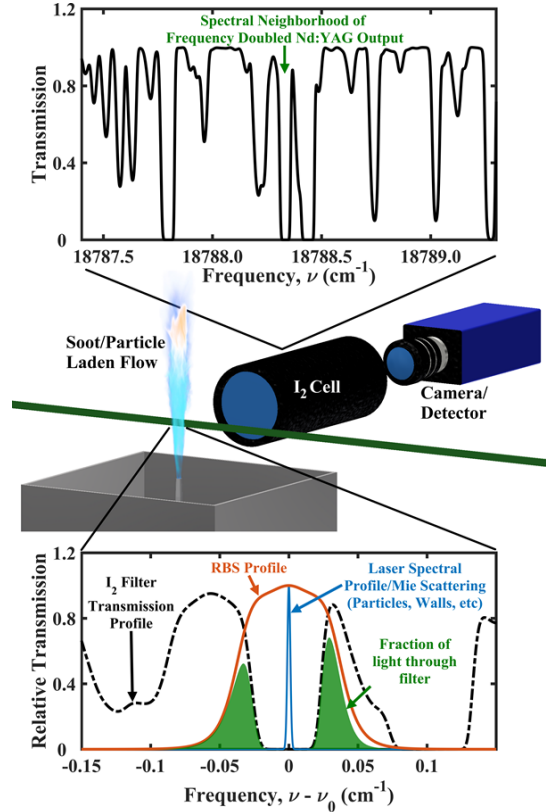 Spectral Neighborhood of
Frequency Doubled Nd:YAG Output
1.2
0.8
0.4
0
Transmission
18787.5
18788.0
18788.5
18789.0
Frequency, ν (cm⁻¹)
Soot/Particle
Laden Flow
I₂ Cell
Camera/
Detector
1.2
0.8
0.4
0
Relative Transmission
RBS Profile
I₂ Filter
Transmission
Profile
Laser Spectral
Profile/Mie Scattering
(Particles, Walls, etc)
Fraction of
light through
filter
-0.15
-0.1
-0.05
0
0.05
0.1
Frequency, ν - ν₀ (cm⁻¹)